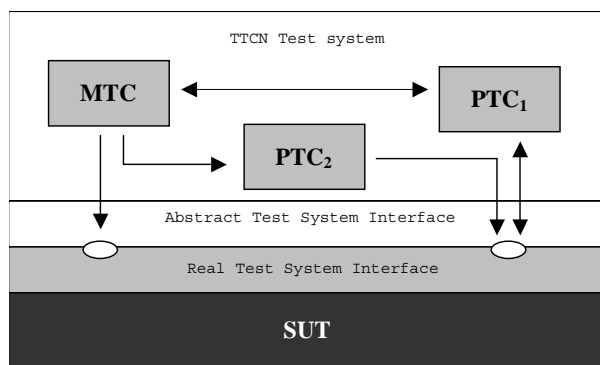 TTCN Test system
MTC
PTC₁
PTC₂
Abstract Test System Interface
Real Test System Interface
SUT